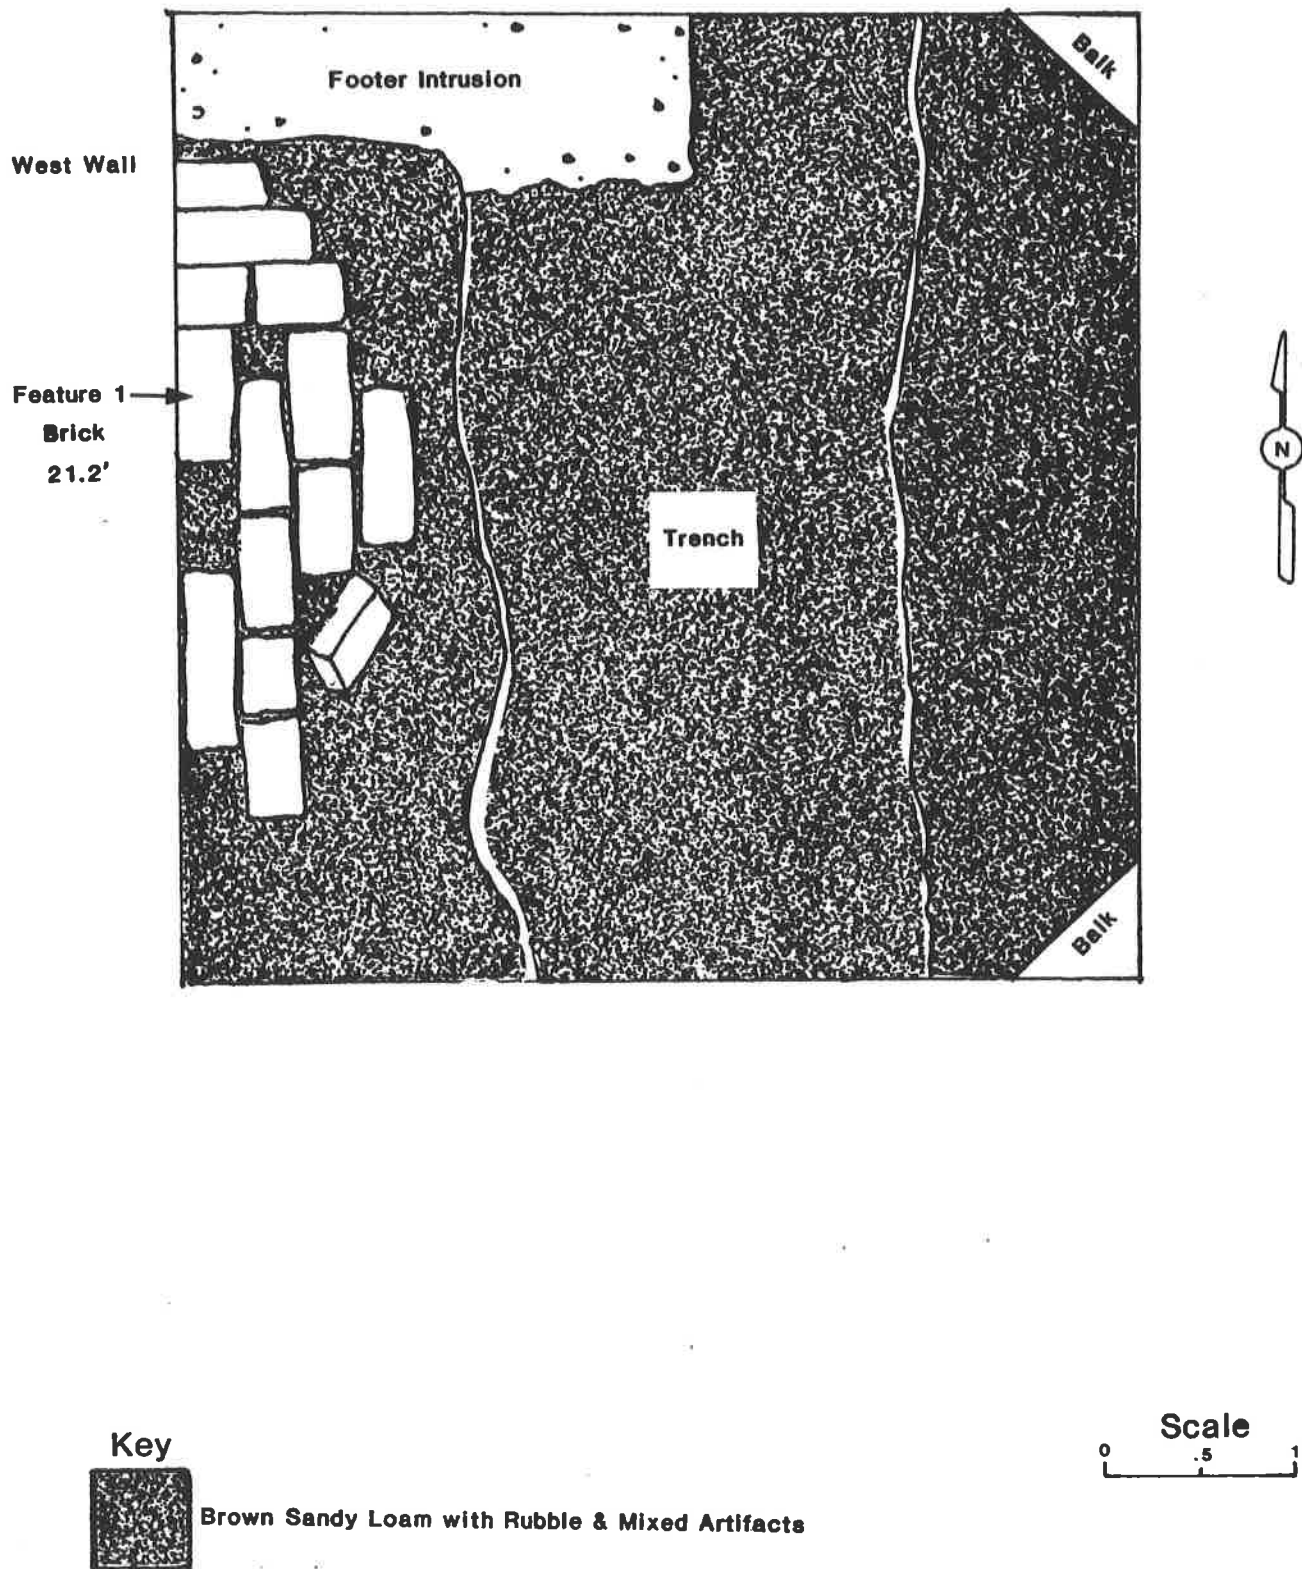 Footer Intrusion
Balk
West Wall
Feature 1
Brick
21.2'
N
Trench
Balk
Key
Brown Sandy Loam with Rubble & Mixed Artifacts
Scale
0 .5 1